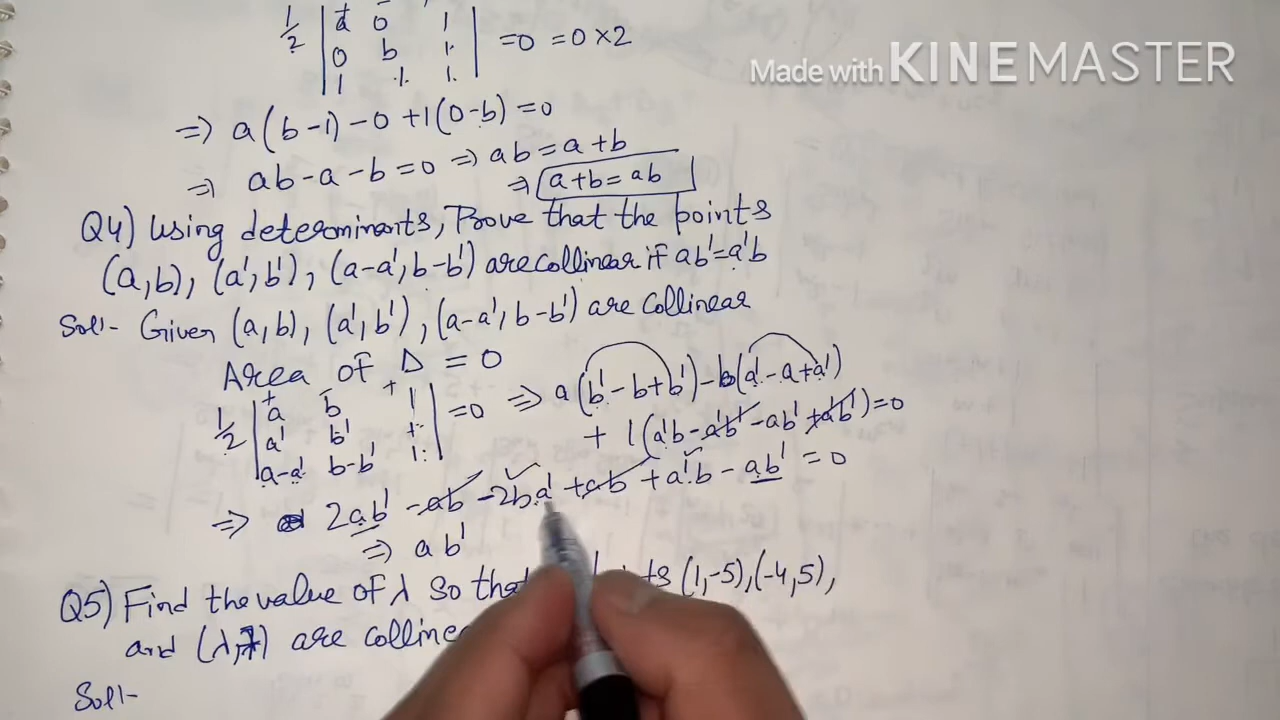 1/2 | a 0 1 | = 0 = 0 × 2
| 0 b 1 |
| 1 1 1 |
Made with KINEMASTER
⇒ a(b-1) - 0 + 1(0-b) = 0
⇒ ab - a - b = 0 ⇒ ab = a + b
⇒ a + b = ab
Q4) Using determinants, Prove that the points
(a,b), (a',b'), (a-a', b-b') are collinear if ab' = a'b
Sol:- Given (a,b), (a',b'), (a-a', b-b') are collinear
Area of Δ = 0
1/2 | a b 1 | = 0 ⇒ a(b' - b + b') - b(a' - a + a')
| a' b' 1 | + 1(a'b - a'b' - ab' + a'b') = 0
| a-a' b-b' 1 |
⇒ 2ab' - ab - 2ba' + ab + a'b - ab' = 0
⇒ ab'
Q5) Find the value of λ so that (1,-5), (-4,5),
and (λ,7) are colline
Sol:-